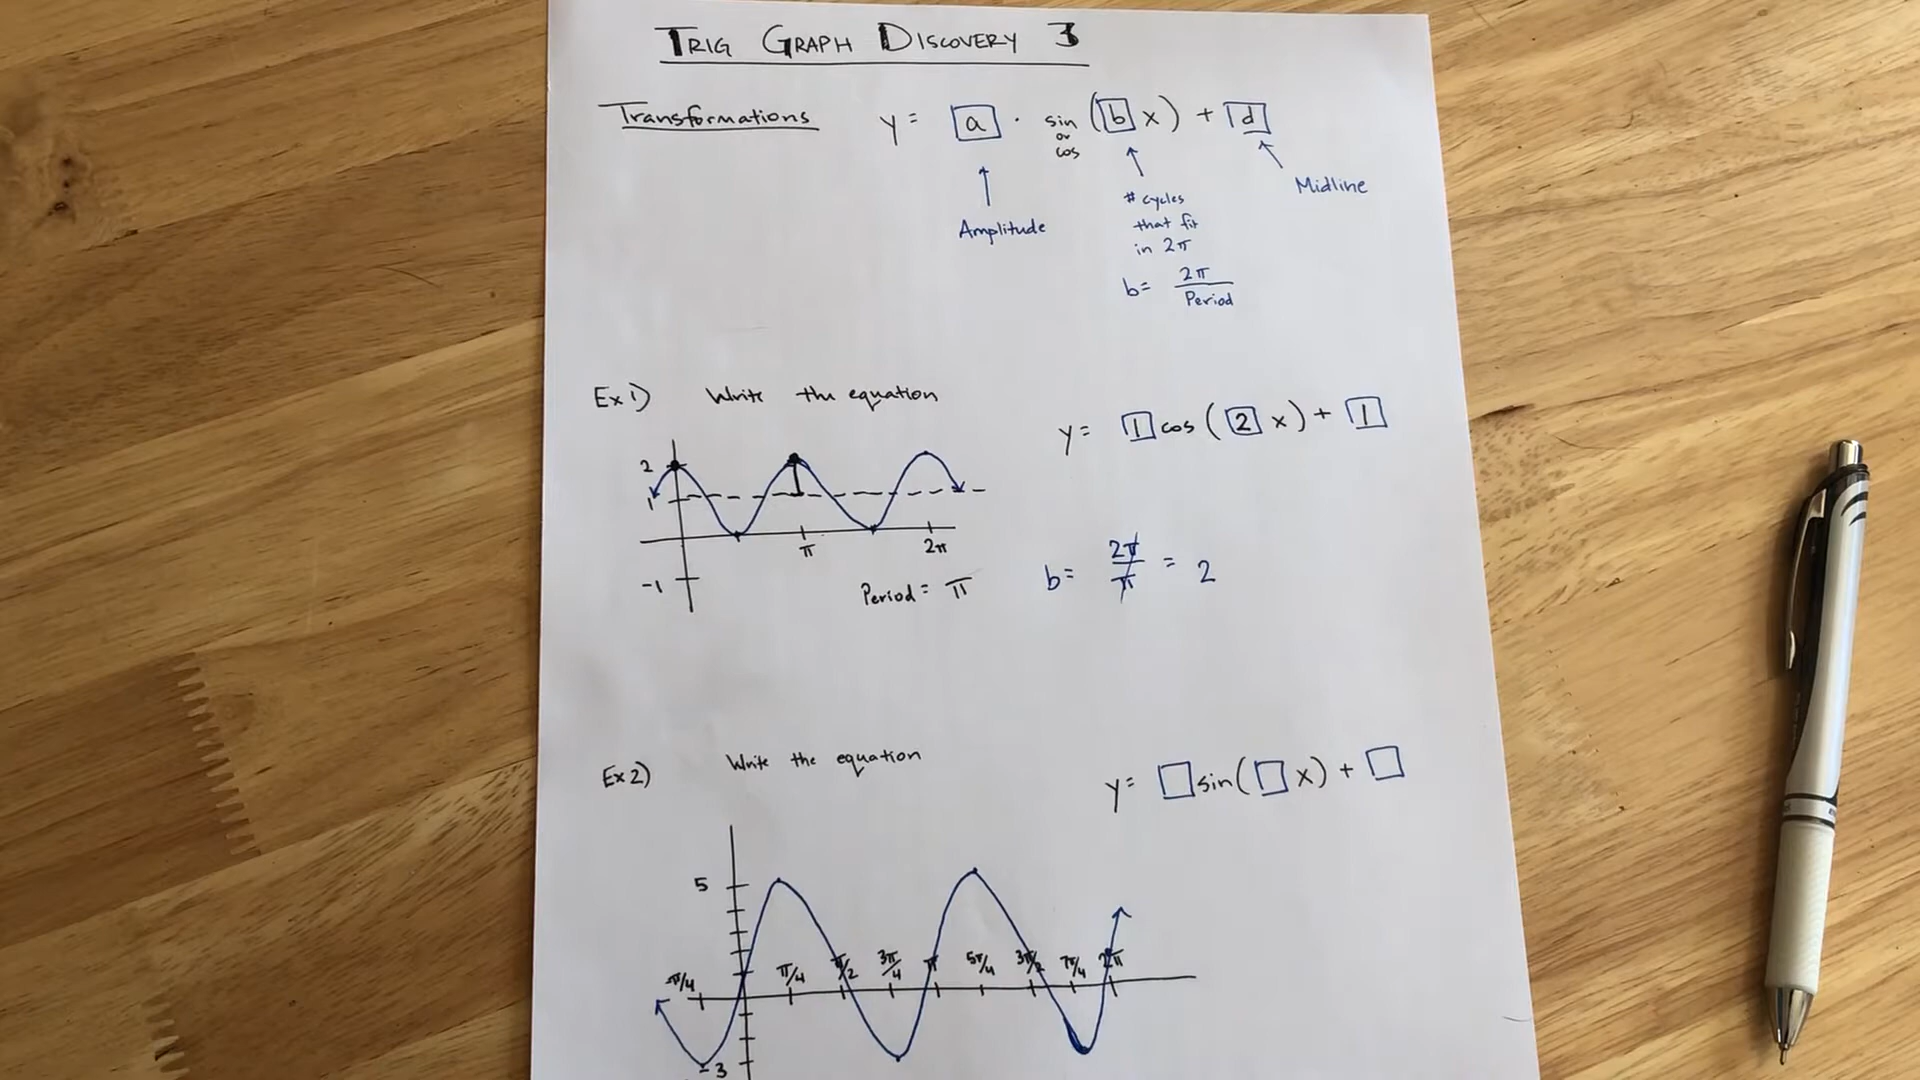 TRIG GRAPH DISCOVERY 3
Transformations y = a · sin or cos (b x) + d
Amplitude
# cycles
that fit
in 2π
b= 2π/Period
Midline
Ex 1) Write the equation
y= 1 cos (2 x) + 1
2
1
-1
π
2π
Period = π
b= 2π/π = 2
Ex 2) Write the equation
y= □ sin(□ x) + □
5
-π/4 π/4 π/2 3π/4 π 5π/4 3π/2 7π/4 2π
-3